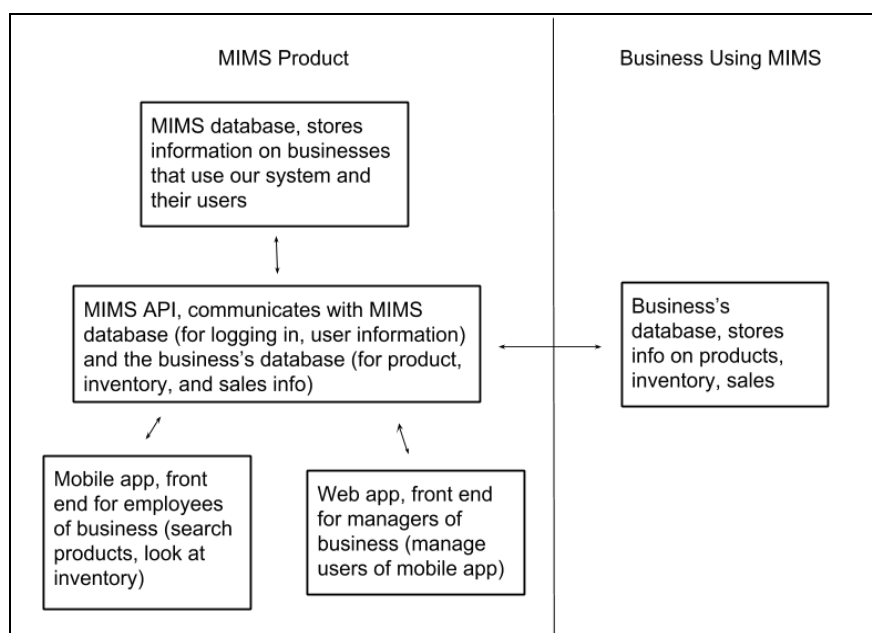 MIMS Product
Business Using MIMS
MIMS database, stores
information on businesses
that use our system and
their users
MIMS API, communicates with MIMS
database (for logging in, user information)
and the business's database (for product,
inventory, and sales info)
Business's
database, stores
info on products,
inventory, sales
Mobile app, front
end for employees
of business (search
products, look at
inventory)
Web app, front end
for managers of
business (manage
users of mobile app)